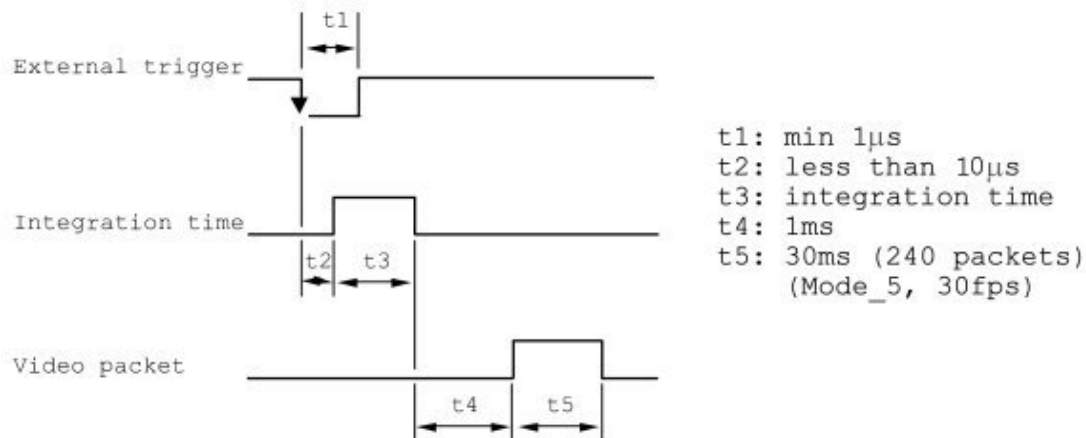 t1
External trigger
t1: min 1μs
t2: less than 10μs
t3: integration time
t4: 1ms
t5: 30ms (240 packets)
(Mode_5, 30fps)
Integration time
t2
t3
Video packet
t4
t5